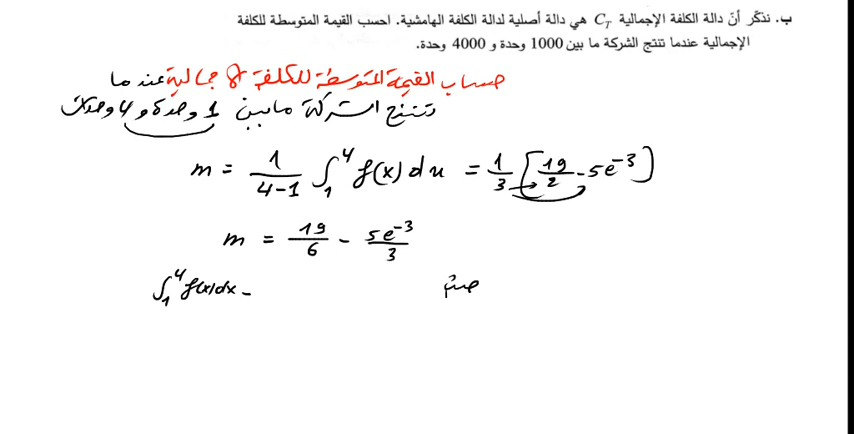 ب. نذكّر أنّ دالة الكلفة الإجمالية C_T هي دالة أصلية لدالة الكلفة الهامشية. احسب القيمة المتوسطة للكلفة
الإجمالية عندما تنتج الشركة ما بين 1000 وحدة و 4000 وحدة.
حساب القيمة المتوسطة للكلفة الإجمالية عندما
تنتج الشركة ما بين 1 وحدة و 4 وحدات
m = 1/(4-1) ∫₁⁴ f(x) dx = 1/3 [19/2 - 5e⁻³]
m = 19/6 - 5e⁻³/3
∫₁⁴ f(x)dx -